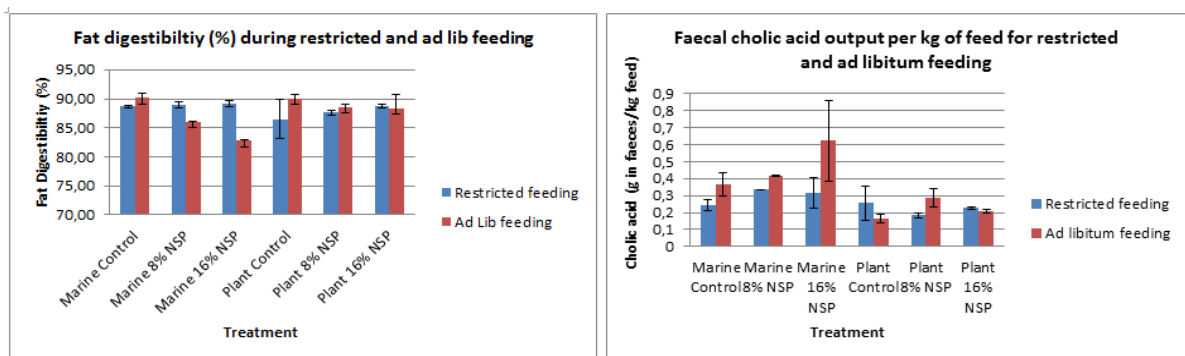 Fat digestibiltiy (%) during restricted and ad lib feeding
Fat Digestibiltiy (%)
95,00
90,00
85,00
80,00
75,00
70,00
Marine Control
Marine 8% NSP
Marine 16% NSP
Plant Control
Plant 8% NSP
Plant 16% NSP
Treatment
Restricted feeding
Ad Lib feeding
Faecal cholic acid output per kg of feed for restricted
and ad libitum feeding
Cholic acid (g in faeces/kg feed)
0,9
0,8
0,7
0,6
0,5
0,4
0,3
0,2
0,1
0
Marine Marine Marine Plant Plant Plant
Control 8% NSP 16% Control 8% NSP 16%
NSP NSP
Treatment
Restricted feeding
Ad libitum feeding